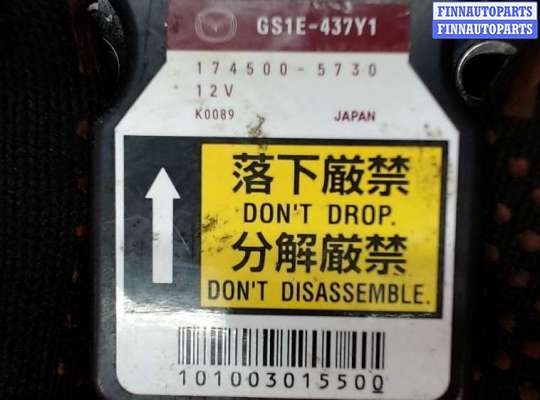 FINNAUTOPARTS
FINNAUTOPARTS
GS1E-437Y1
174500-5730
12V
K0089 JAPAN
落下厳禁
DON'T DROP.
分解厳禁
DON'T DISASSEMBLE.
101003015500